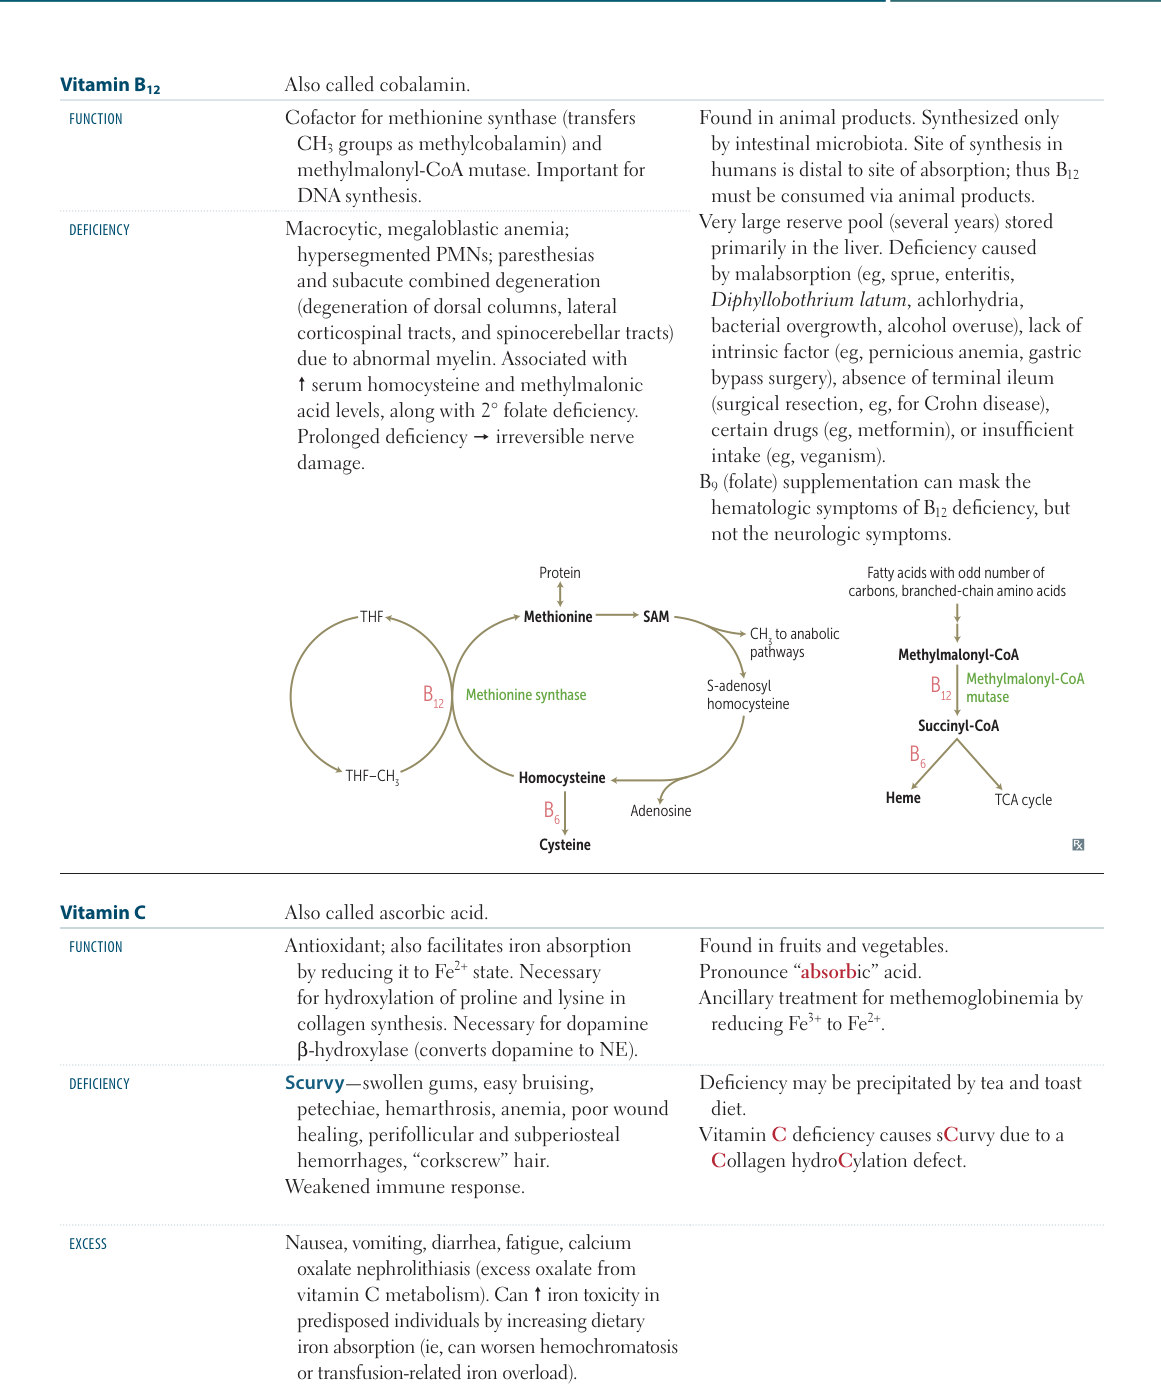 Vitamin B12
Also called cobalamin.
FUNCTION
Cofactor for methionine synthase (transfers
CH3 groups as methylcobalamin) and
methylmalonyl-CoA mutase. Important for
DNA synthesis.
Found in animal products. Synthesized only
by intestinal microbiota. Site of synthesis in
humans is distal to site of absorption; thus B12
must be consumed via animal products.
Very large reserve pool (several years) stored
primarily in the liver. Deficiency caused
by malabsorption (eg, sprue, enteritis,
Diphyllobothrium latum, achlorhydria,
bacterial overgrowth, alcohol overuse), lack of
intrinsic factor (eg, pernicious anemia, gastric
bypass surgery), absence of terminal ileum
(surgical resection, eg, for Crohn disease),
certain drugs (eg, metformin), or insufficient
intake (eg, veganism).
B9 (folate) supplementation can mask the
hematologic symptoms of B12 deficiency, but
not the neurologic symptoms.
DEFICIENCY
Macrocytic, megaloblastic anemia;
hypersegmented PMNs; paresthesias
and subacute combined degeneration
(degeneration of dorsal columns, lateral
corticospinal tracts, and spinocerebellar tracts)
due to abnormal myelin. Associated with
↑ serum homocysteine and methylmalonic
acid levels, along with 2° folate deficiency.
Prolonged deficiency → irreversible nerve
damage.
Protein
THF
Methionine
SAM
CH3 to anabolic
pathways
B12
Methionine synthase
S-adenosyl
homocysteine
THF–CH3
Homocysteine
Adenosine
B6
Cysteine
Fatty acids with odd number of
carbons, branched-chain amino acids
Methylmalonyl-CoA
B12
Methylmalonyl-CoA
mutase
Succinyl-CoA
B6
Heme
TCA cycle
Rx
Vitamin C
Also called ascorbic acid.
FUNCTION
Antioxidant; also facilitates iron absorption
by reducing it to Fe2+ state. Necessary
for hydroxylation of proline and lysine in
collagen synthesis. Necessary for dopamine
β-hydroxylase (converts dopamine to NE).
Found in fruits and vegetables.
Pronounce “absorbic” acid.
Ancillary treatment for methemoglobinemia by
reducing Fe3+ to Fe2+.
DEFICIENCY
Scurvy—swollen gums, easy bruising,
petechiae, hemarthrosis, anemia, poor wound
healing, perifollicular and subperiosteal
hemorrhages, “corkscrew” hair.
Weakened immune response.
Deficiency may be precipitated by tea and toast
diet.
Vitamin C deficiency causes sCurvy due to a
Collagen hydroCylation defect.
EXCESS
Nausea, vomiting, diarrhea, fatigue, calcium
oxalate nephrolithiasis (excess oxalate from
vitamin C metabolism). Can ↑ iron toxicity in
predisposed individuals by increasing dietary
iron absorption (ie, can worsen hemochromatosis
or transfusion-related iron overload).